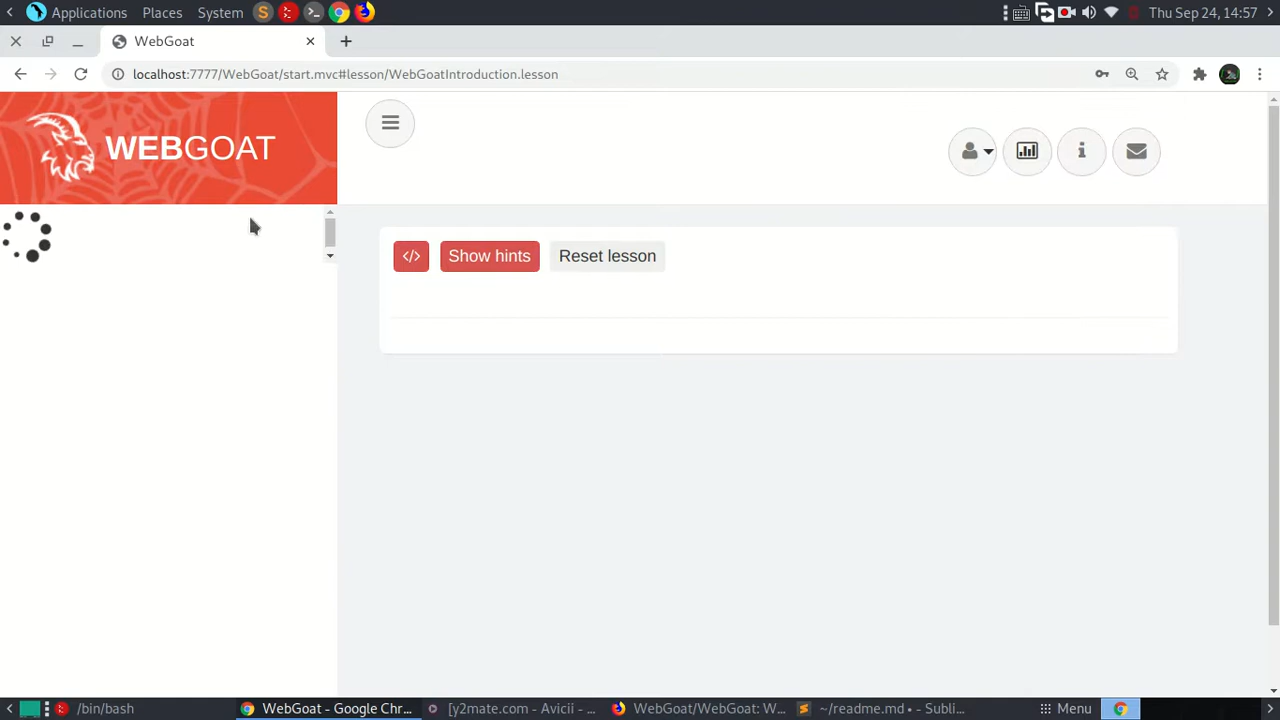 Applications Places System Thu Sep 24, 14:57
WebGoat
localhost:7777/WebGoat/start.mvc#lesson/WebGoatIntroduction.lesson
WEBGOAT
</> Show hints Reset lesson
/bin/bash WebGoat - Google Chr... [y2mate.com - Avicii - ... WebGoat/WebGoat: W... ~/readme.md • - Subli... Menu